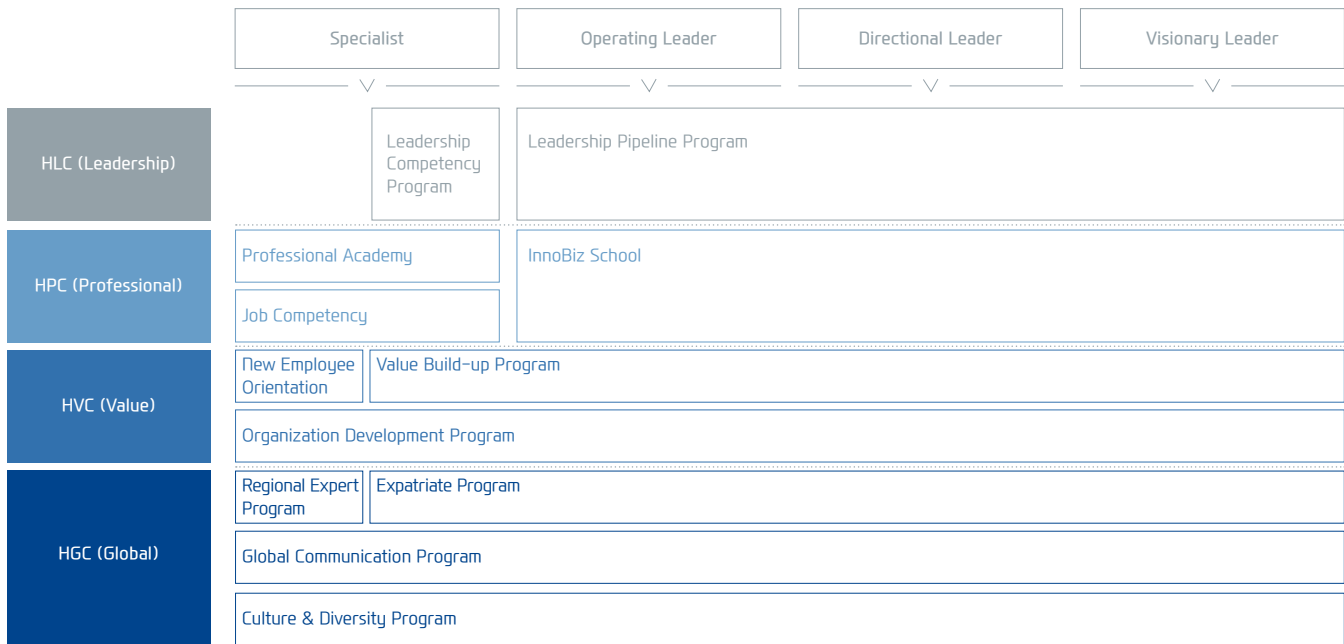 Specialist
Operating Leader
Directional Leader
Visionary Leader
HLC (Leadership)
Leadership
Competency
Program
Leadership Pipeline Program
HPC (Professional)
Professional Academy
InnoBiz School
Job Competency
HVC (Value)
New Employee
Orientation
Value Build-up Program
Organization Development Program
HGC (Global)
Regional Expert
Program
Expatriate Program
Global Communication Program
Culture & Diversity Program